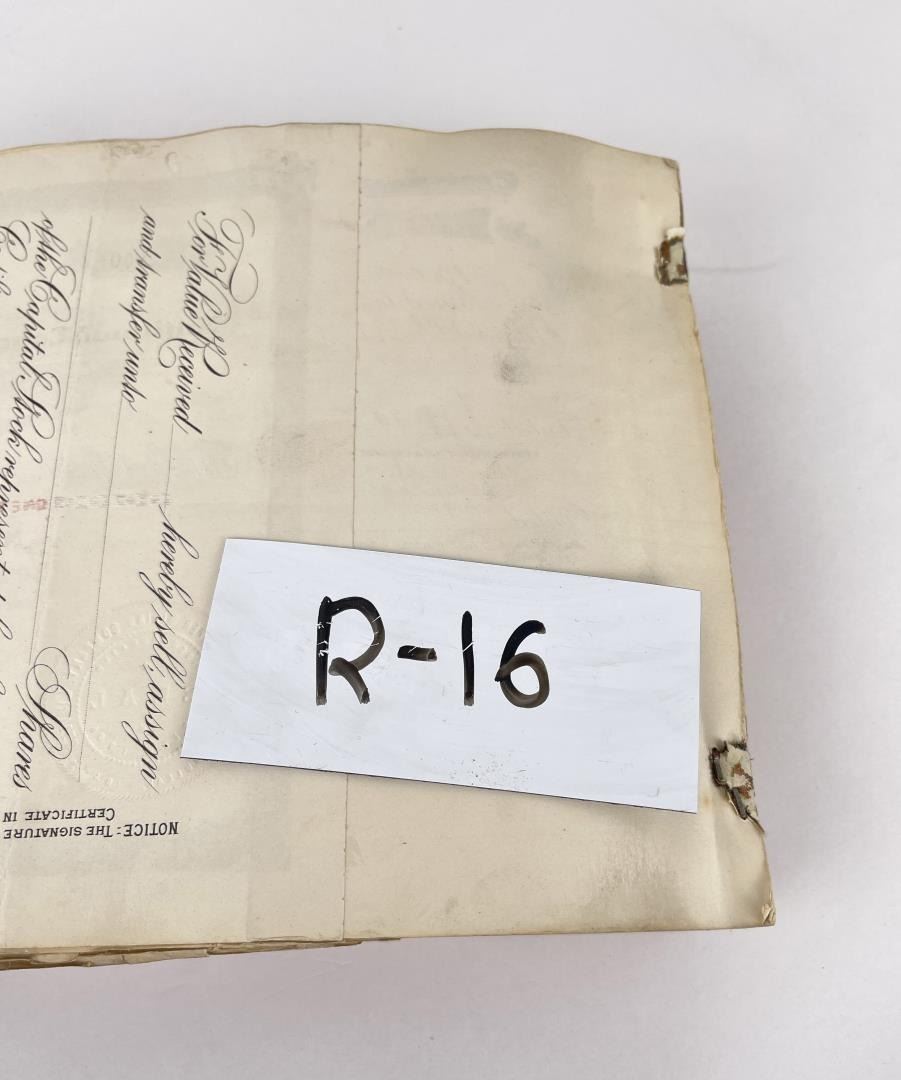 For Value Received hereby sell, assign
and transfer unto
Shares
of the Capital Stock represented
NOTICE: THE SIGNATURE
CERTIFICATE IN
R-16